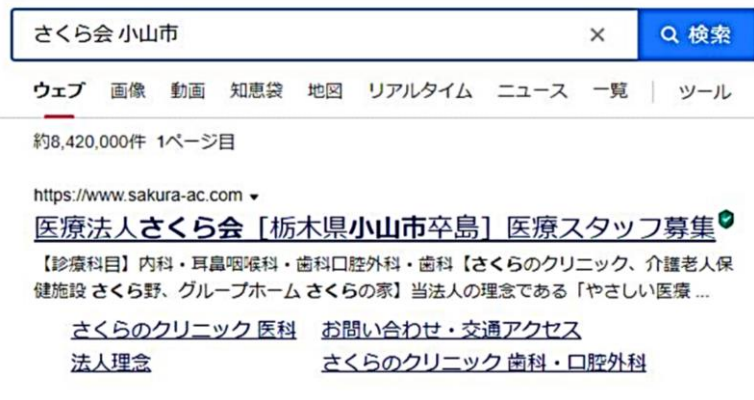 さくら会 小山市 × 検索
ウェブ 画像 動画 知恵袋 地図 リアルタイム ニュース 一覧 ツール
約8,420,000件 1ページ目
https://www.sakura-ac.com
医療法人さくら会［栃木県小山市卒島］医療スタッフ募集
【診療科目】内科・耳鼻咽喉科・歯科口腔外科・歯科【さくらのクリニック、介護老人保
健施設 さくら野、グループホーム さくらの家】当法人の理念である「やさしい医療 ...
さくらのクリニック 医科 お問い合わせ・交通アクセス
法人理念 さくらのクリニック 歯科・口腔外科